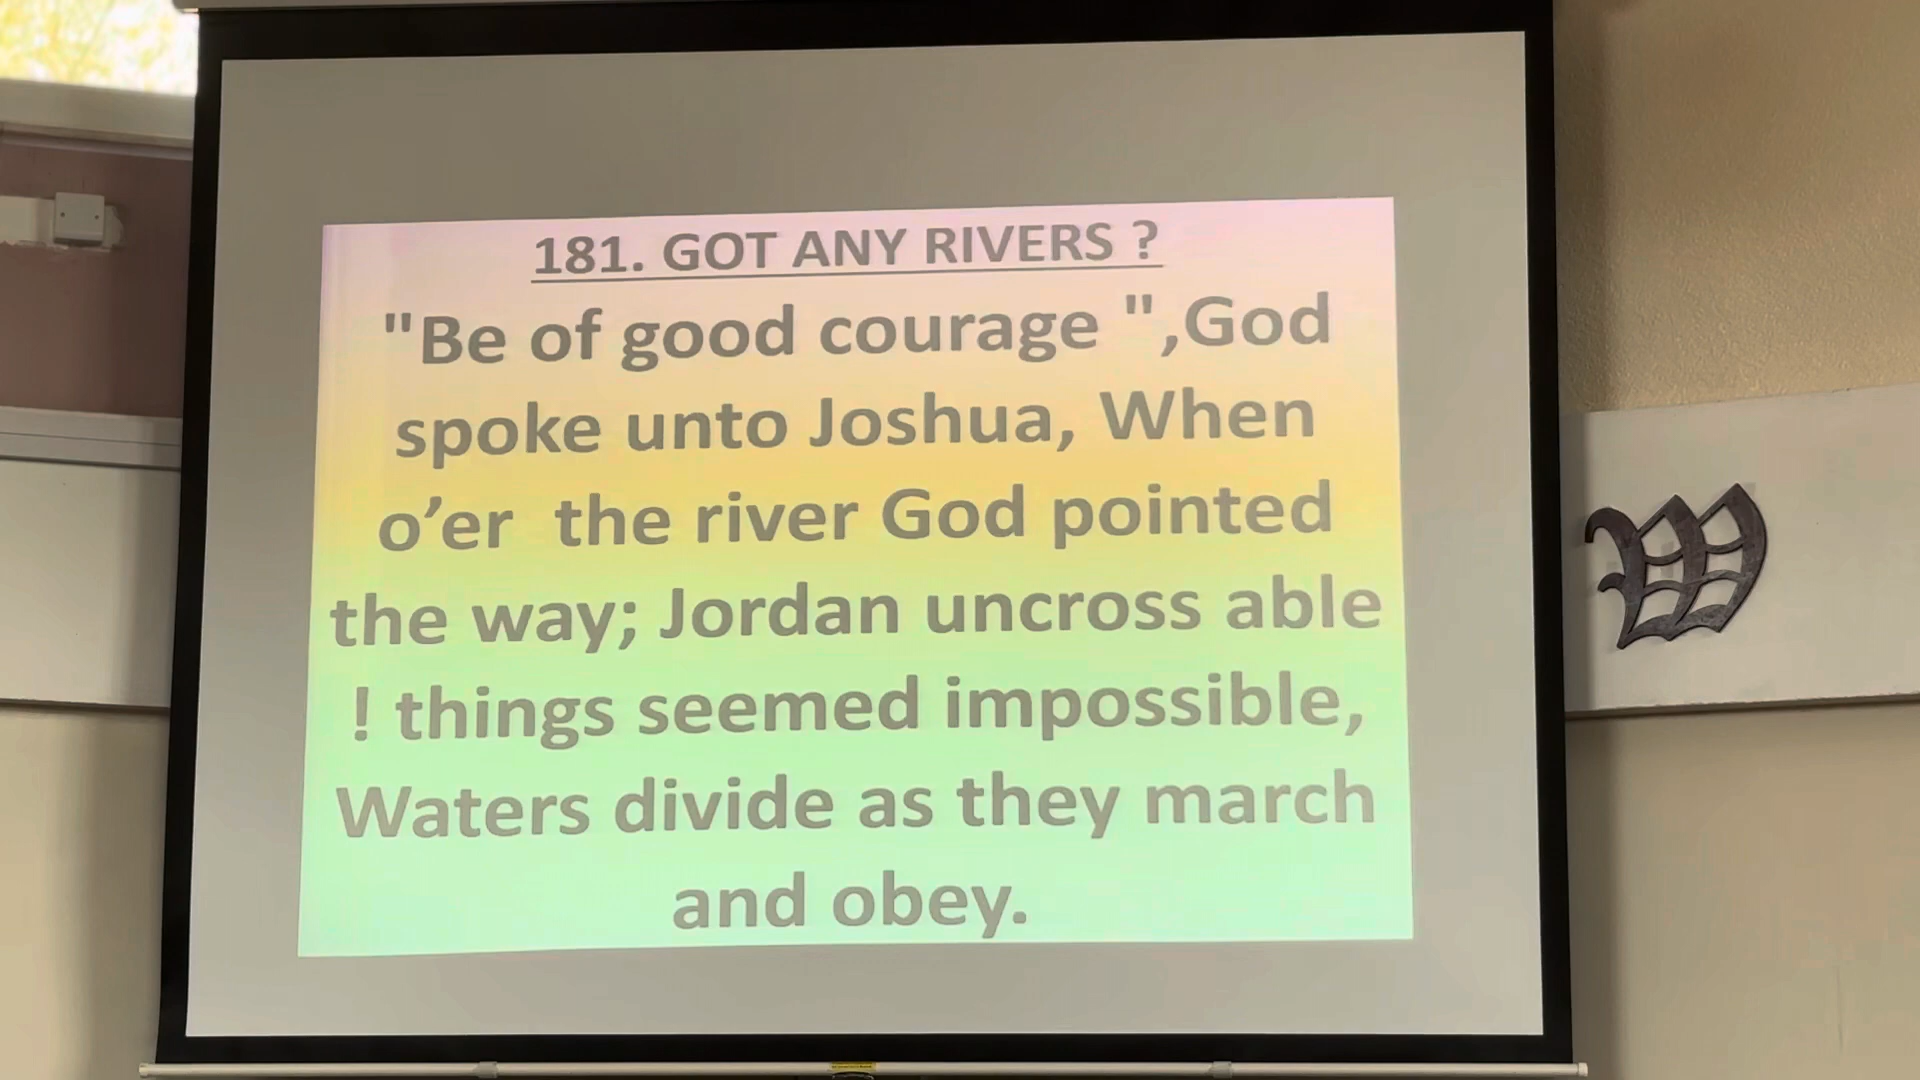 181. GOT ANY RIVERS ?
"Be of good courage ",God
spoke unto Joshua, When
o’er  the river God pointed
the way; Jordan uncross able
! things seemed impossible,
Waters divide as they march
and obey.
W